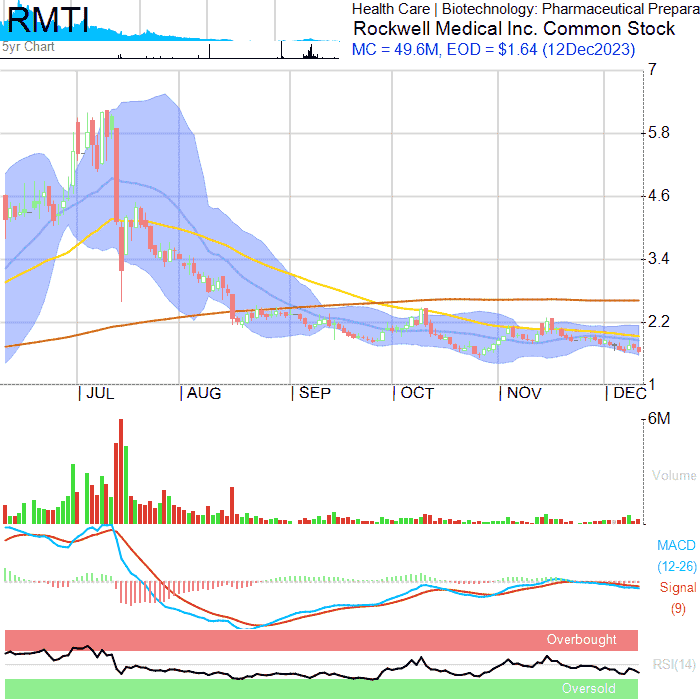 RMTI
5yr Chart
Health Care | Biotechnology: Pharmaceutical Prepara
Rockwell Medical Inc. Common Stock
MC = 49.6M, EOD = $1.64 (12Dec2023)
7
5.8
4.6
3.4
2.2
1
JUL AUG SEP OCT NOV DEC
6M
Volume
MACD
(12-26)
Signal
(9)
Overbought
RSI(14)
Oversold